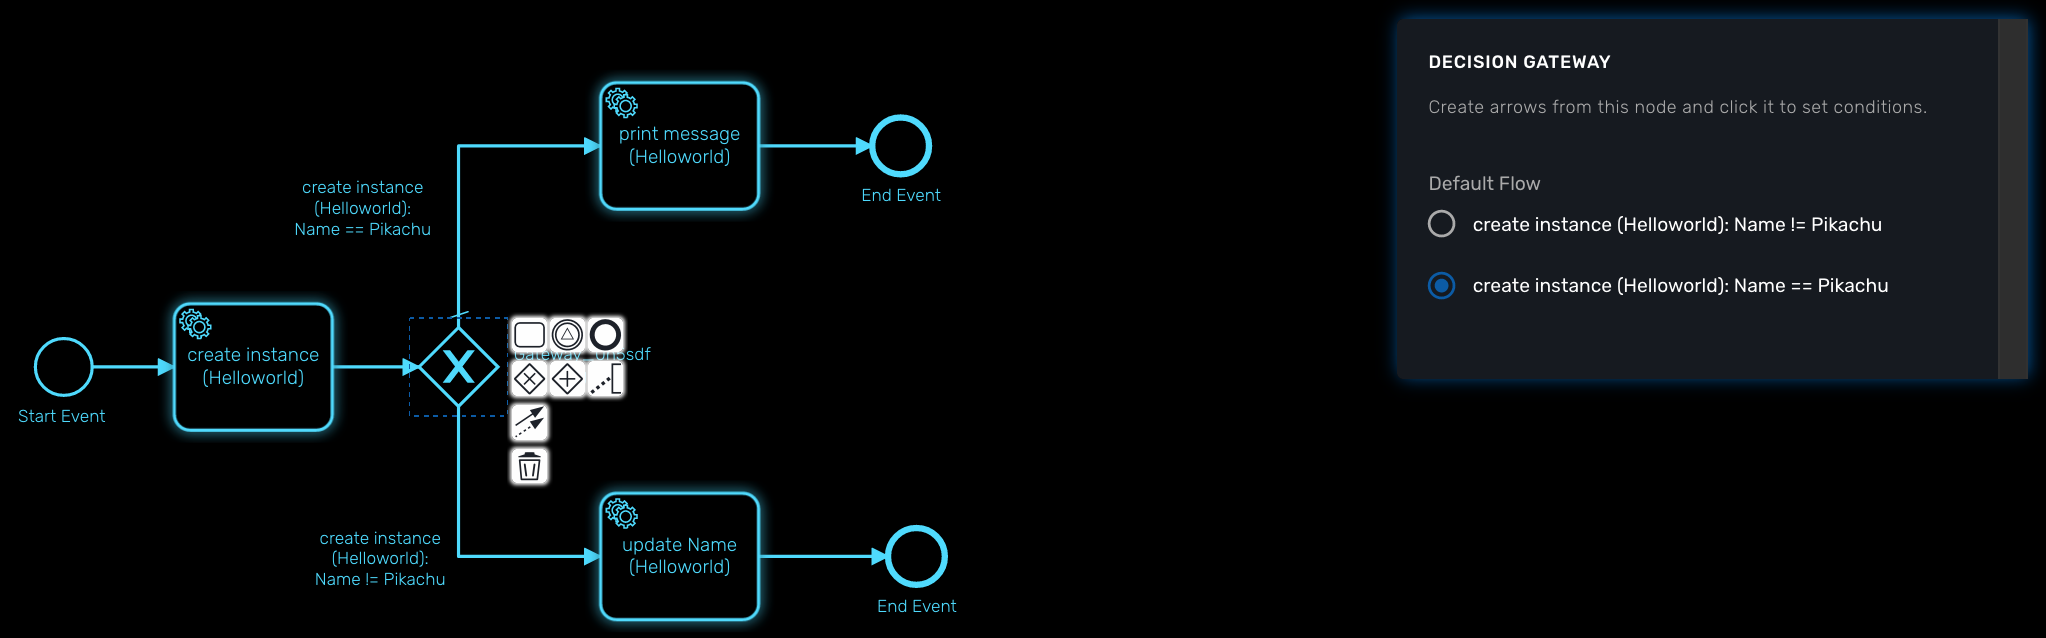 print message
(Helloworld)
End Event
create instance
(Helloworld):
Name == Pikachu
create instance
(Helloworld)
Start Event
create instance
(Helloworld):
Name != Pikachu
update Name
(Helloworld)
End Event
DECISION GATEWAY
Create arrows from this node and click it to set conditions.
Default Flow
create instance (Helloworld): Name != Pikachu
create instance (Helloworld): Name == Pikachu